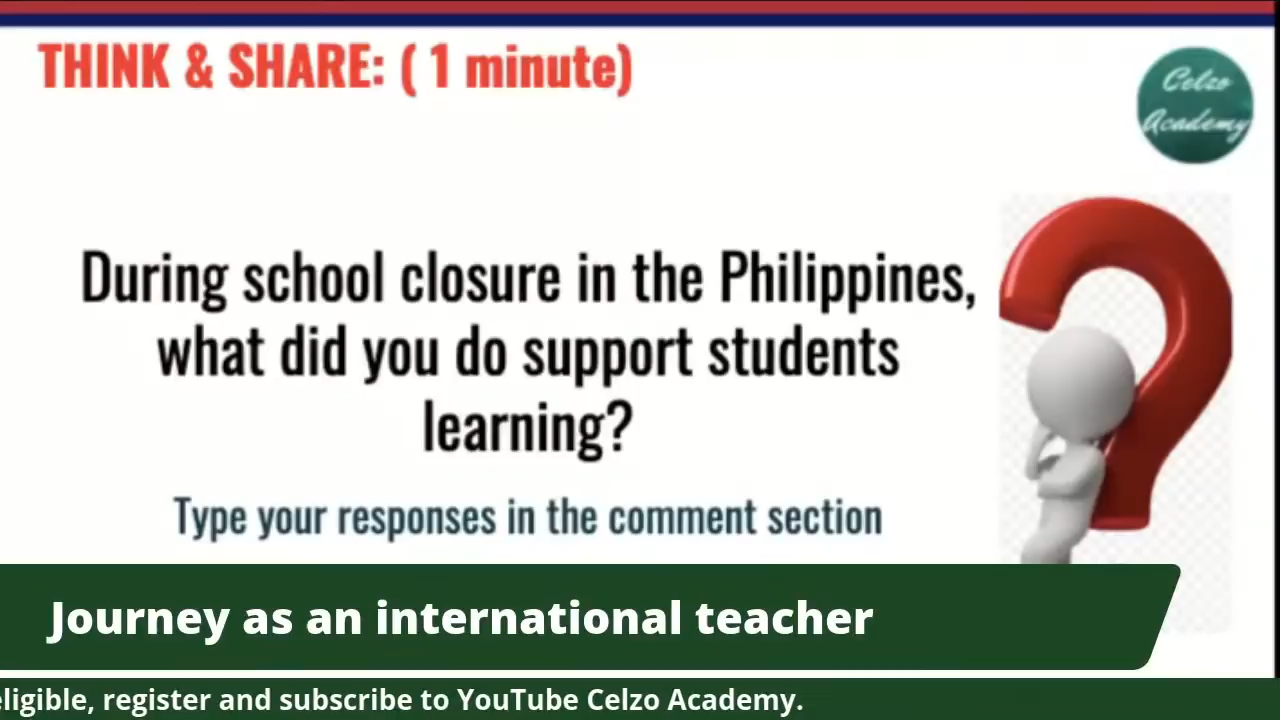 THINK & SHARE: ( 1 minute)
Celzo
Academy
During school closure in the Philippines,
what did you do support students
learning?
Type your responses in the comment section
Journey as an international teacher
eligible, register and subscribe to YouTube Celzo Academy.